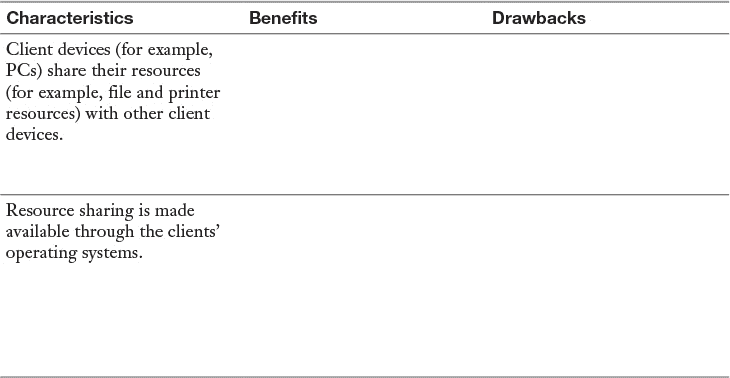 Characteristics Benefits Drawbacks
Client devices (for example,
PCs) share their resources
(for example, file and printer
resources) with other client
devices.
Resource sharing is made
available through the clients’
operating systems.